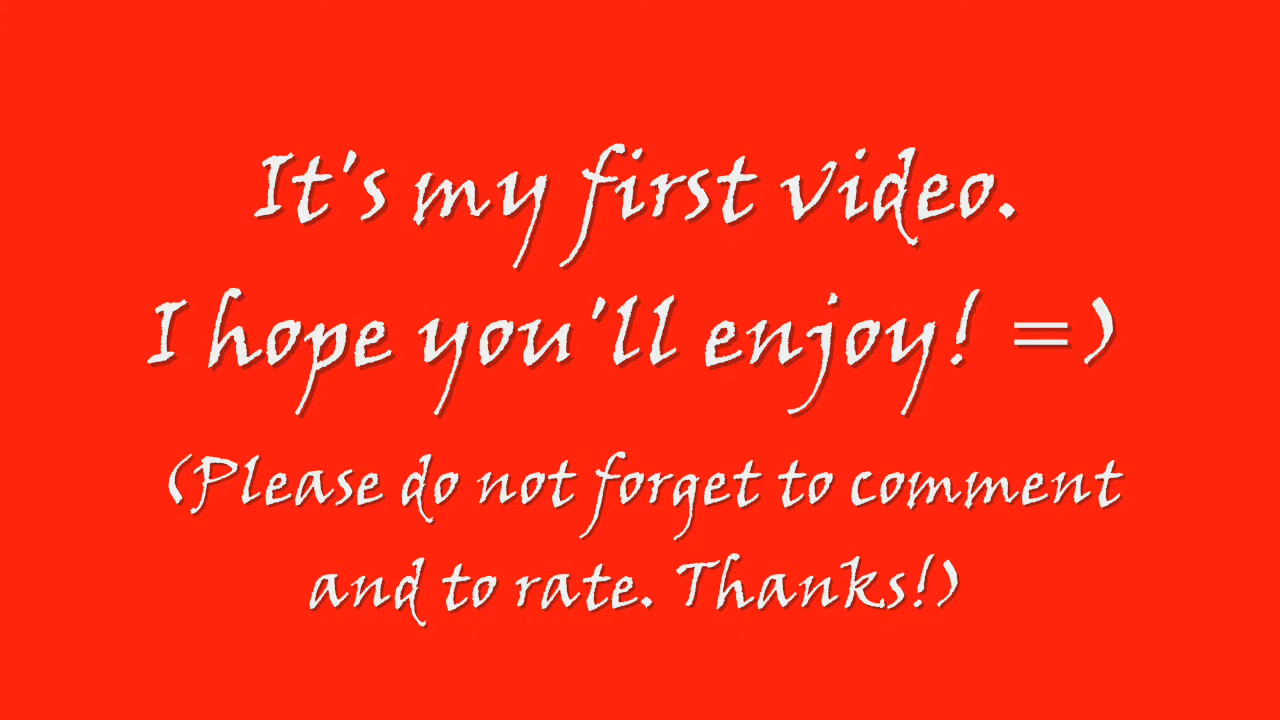 It's my first video.
I hope you'll enjoy! =)
(Please do not forget to comment
and to rate. Thanks!)